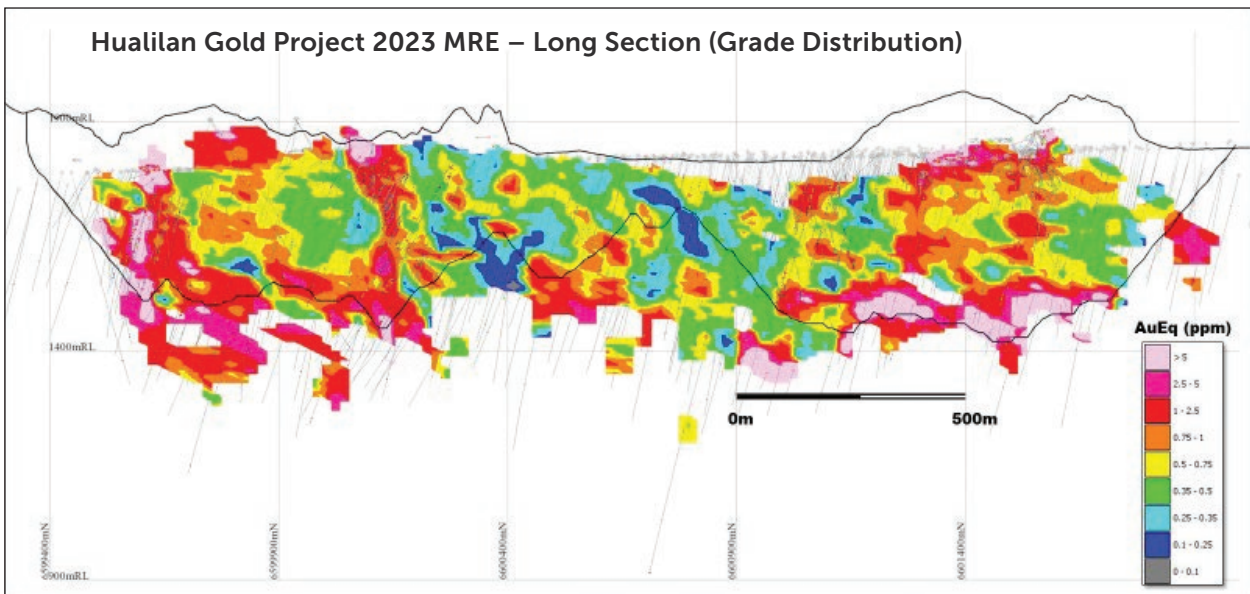 Hualilan Gold Project 2023 MRE – Long Section (Grade Distribution)
1900mRL
1400mRL
900mRL
6599400mN
6599900mN
6600400mN
6600900mN
6601400mN
0m
500m
AuEq (ppm)
> 5
2.5 - 5
1 - 2.5
0.75 - 1
0.5 - 0.75
0.35 - 0.5
0.25 - 0.35
0.1 - 0.25
0 - 0.1